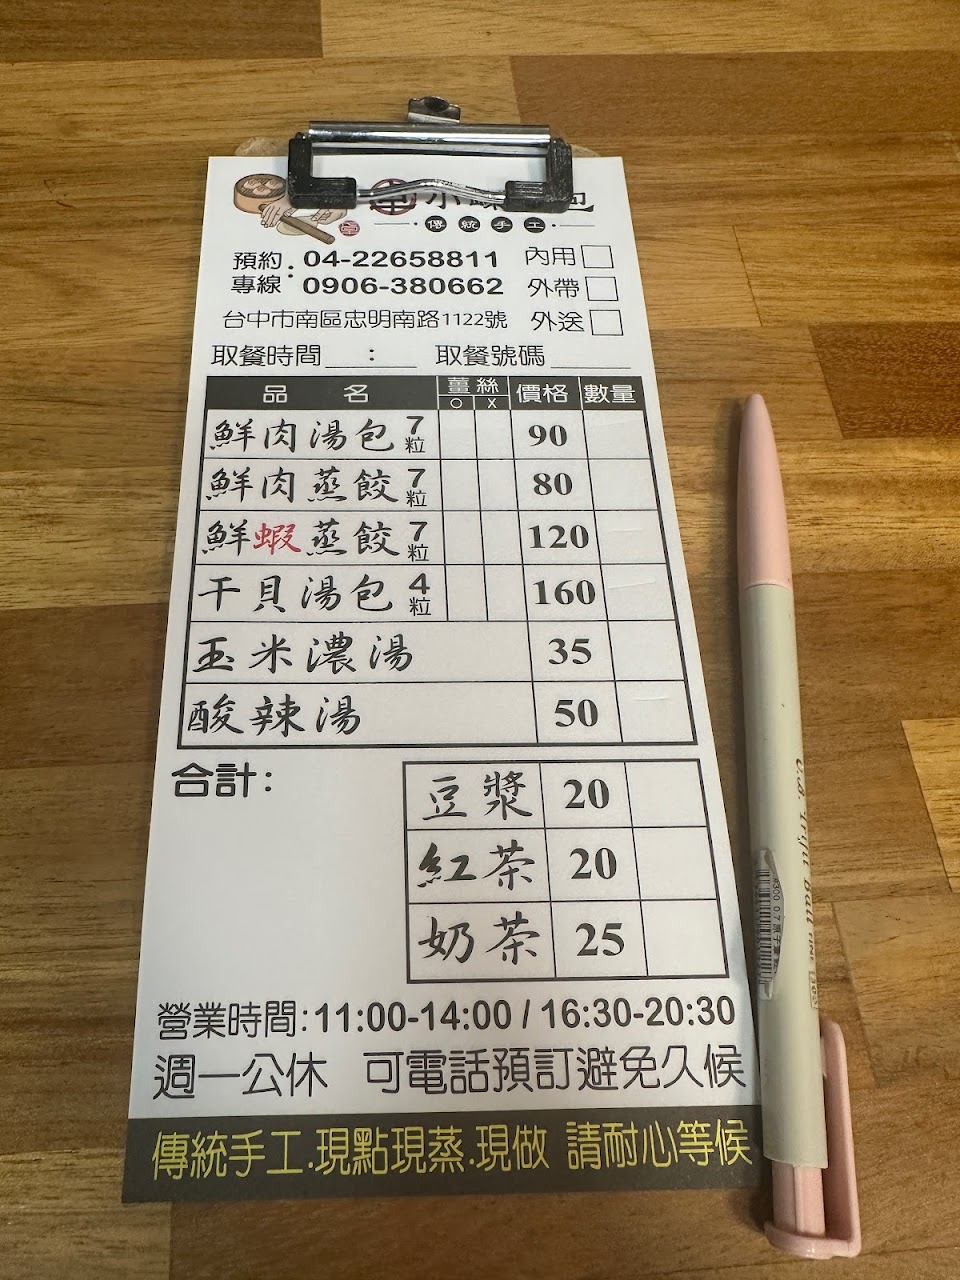 傳統手工
預約專線: 04-22658811
0906-380662
內用
外帶
台中市南區忠明南路1122號 外送
取餐時間 : 取餐號碼
品名 薑絲 價格 數量
O X
鮮肉湯包 7粒 90
鮮肉蒸餃 7粒 80
鮮蝦蒸餃 7粒 120
干貝湯包 4粒 160
玉米濃湯 35
酸辣湯 50
合計:
豆漿 20
紅茶 20
奶茶 25
營業時間:11:00-14:00 / 16:30-20:30
週一公休 可電話預訂避免久候
傳統手工.現點現蒸.現做 請耐心等候